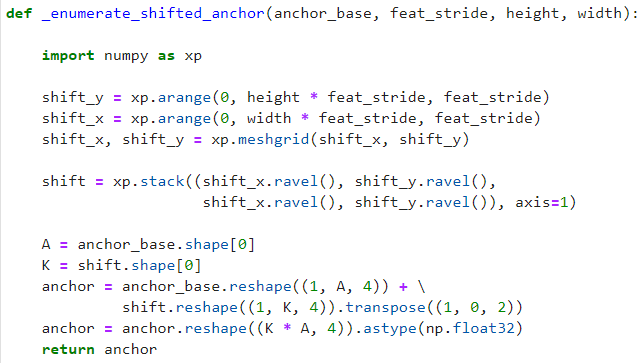 def _enumerate_shifted_anchor(anchor_base, feat_stride, height, width):
import numpy as xp
shift_y = xp.arange(0, height * feat_stride, feat_stride)
shift_x = xp.arange(0, width * feat_stride, feat_stride)
shift_x, shift_y = xp.meshgrid(shift_x, shift_y)
shift = xp.stack((shift_x.ravel(), shift_y.ravel(),
shift_x.ravel(), shift_y.ravel()), axis=1)
A = anchor_base.shape[0]
K = shift.shape[0]
anchor = anchor_base.reshape((1, A, 4)) + \
shift.reshape((1, K, 4)).transpose((1, 0, 2))
anchor = anchor.reshape((K * A, 4)).astype(np.float32)
return anchor